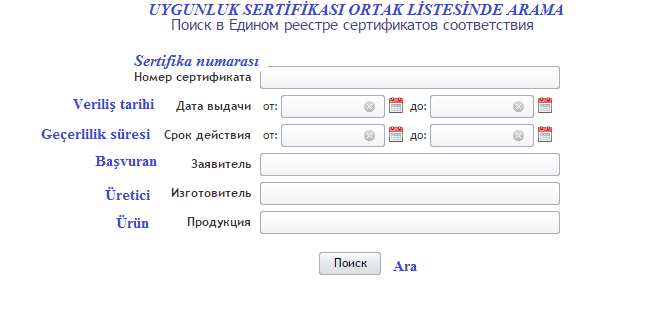 UYGUNLUK SERTİFİKASI ORTAK LİSTESİNDE ARAMA
Поиск в Едином реестре сертификатов соответствия
Sertifika numarası
Номер сертификата
Veriliş tarihi Дата выдачи от: до:
Geçerlilik süresi Срок действия от: до:
Başvuran Заявитель
Üretici Изготовитель
Ürün Продукция
Поиск Ara